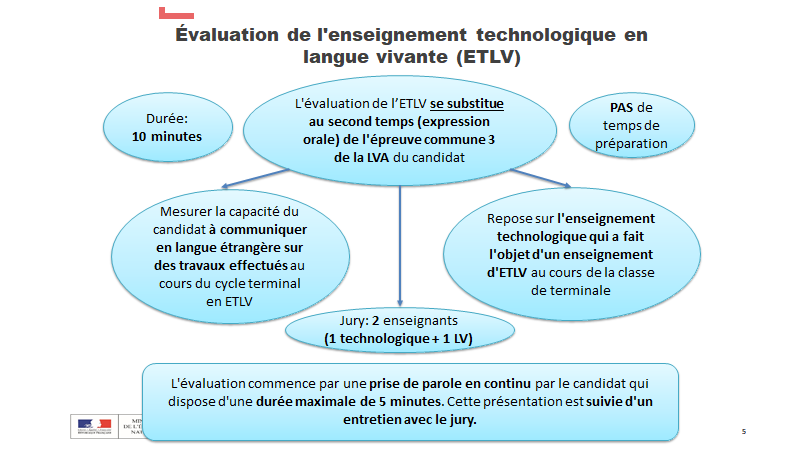 Évaluation de l'enseignement technologique en
langue vivante (ETLV)
Durée:
10 minutes
L'évaluation de l’ETLV se substitue
au second temps (expression
orale) de l'épreuve commune 3
de la LVA du candidat
PAS de
temps de
préparation
Mesurer la capacité du
candidat à communiquer
en langue étrangère sur
des travaux effectués au
cours du cycle terminal
en ETLV
Repose sur l'enseignement
technologique qui a fait
l'objet d'un enseignement
d'ETLV au cours de la classe
de terminale
Jury: 2 enseignants
(1 technologique + 1 LV)
L'évaluation commence par une prise de parole en continu par le candidat qui
dispose d'une durée maximale de 5 minutes. Cette présentation est suivie d'un
entretien avec le jury.
5